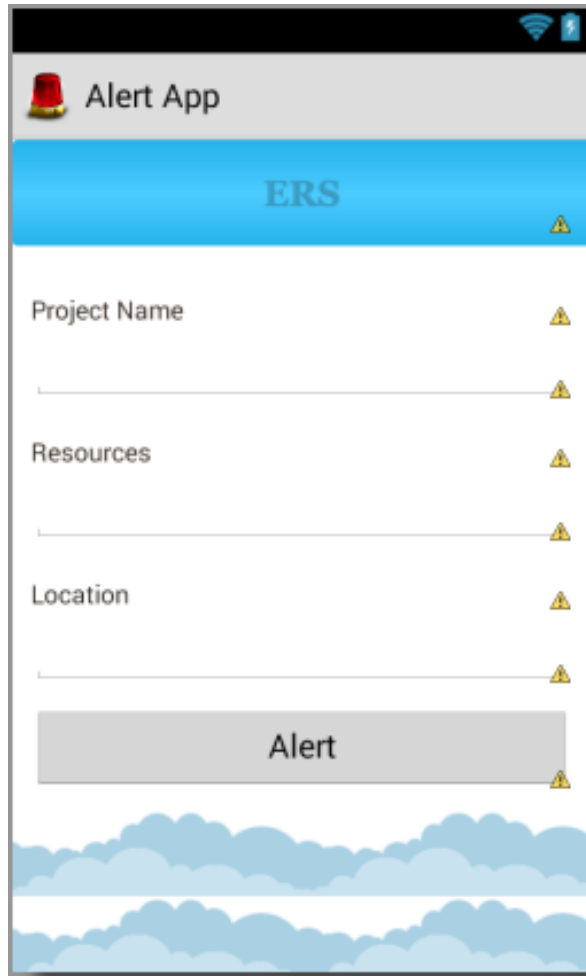 Alert App
ERS
Project Name
Resources
Location
Alert